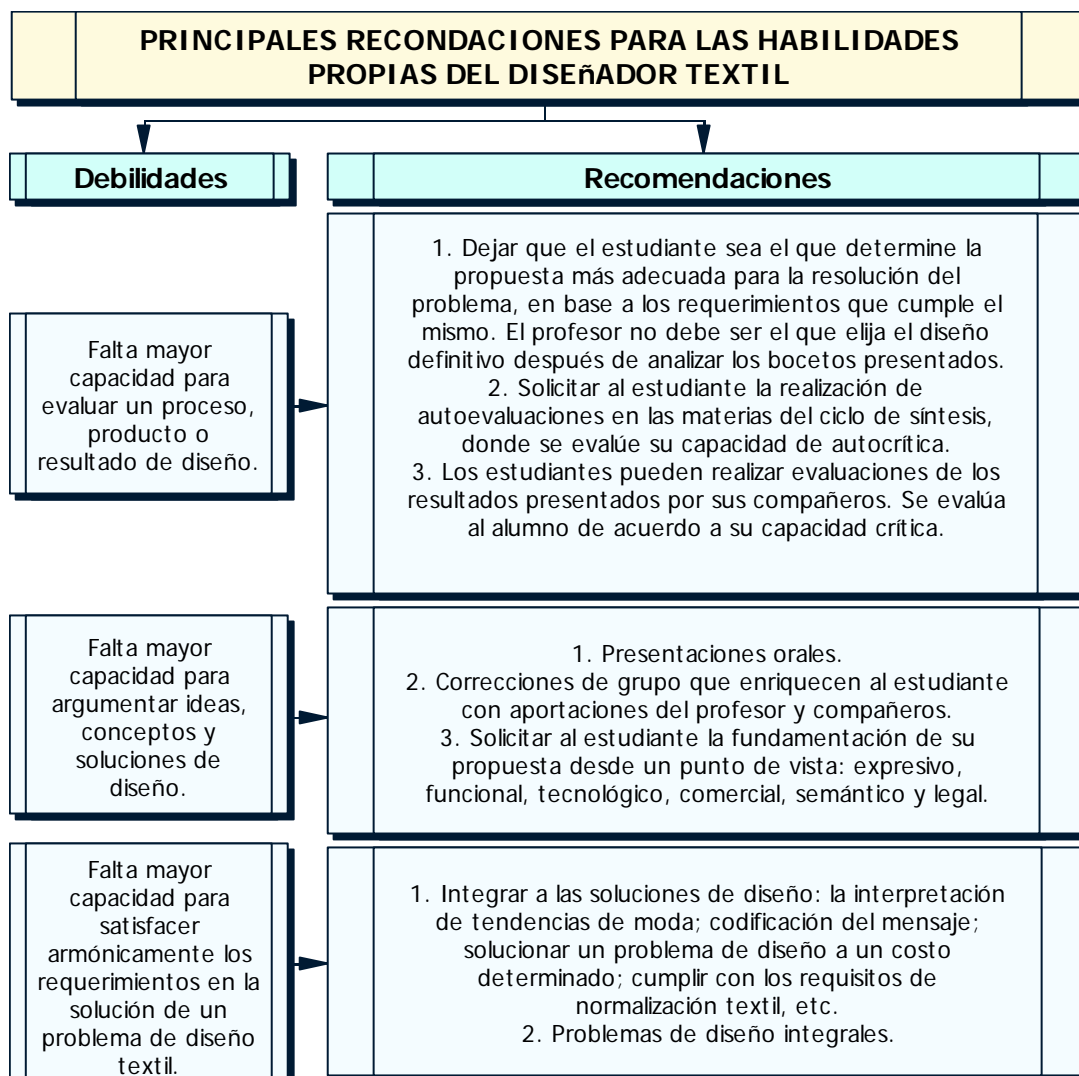 PRINCIPALES RECONDACIONES PARA LAS HABILIDADES
PROPIAS DEL DISEñADOR TEXTIL
Debilidades
Recomendaciones
Falta mayor
capacidad para
evaluar un proceso,
producto o
resultado de diseño.
1. Dejar que el estudiante sea el que determine la
propuesta más adecuada para la resolución del
problema, en base a los requerimientos que cumple el
mismo. El profesor no debe ser el que elija el diseño
definitivo después de analizar los bocetos presentados.
2. Solicitar al estudiante la realización de
autoevaluaciones en las materias del ciclo de síntesis,
donde se evalúe su capacidad de autocrítica.
3. Los estudiantes pueden realizar evaluaciones de los
resultados presentados por sus compañeros. Se evalúa
al alumno de acuerdo a su capacidad crítica.
Falta mayor
capacidad para
argumentar ideas,
conceptos y
soluciones de
diseño.
1. Presentaciones orales.
2. Correcciones de grupo que enriquecen al estudiante
con aportaciones del profesor y compañeros.
3. Solicitar al estudiante la fundamentación de su
propuesta desde un punto de vista: expresivo,
funcional, tecnológico, comercial, semántico y legal.
Falta mayor
capacidad para
satisfacer
armónicamente los
requerimientos en la
solución de un
problema de diseño
textil.
1. Integrar a las soluciones de diseño: la interpretación
de tendencias de moda; codificación del mensaje;
solucionar un problema de diseño a un costo
determinado; cumplir con los requisitos de
normalización textil, etc.
2. Problemas de diseño integrales.